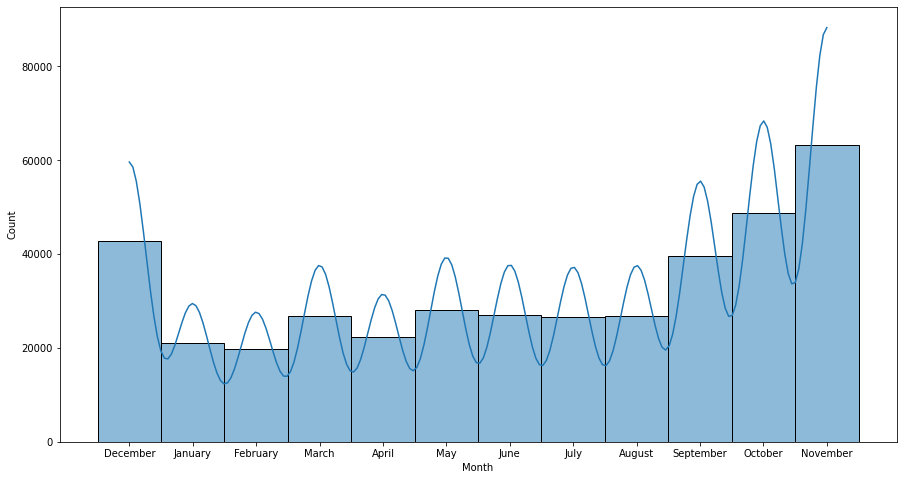 80000
60000
40000
20000
0
Count
December January February March April May June July August September October November
Month